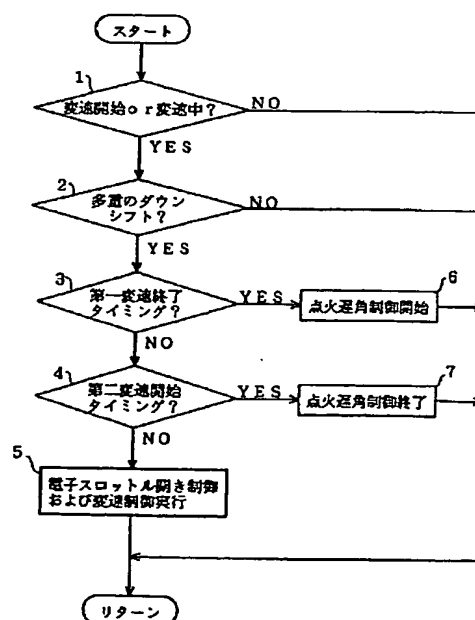 スタート
1
変速開始or変速中?
NO
YES
2
多重のダウン
シフト?
NO
YES
3
第一変速終了
タイミング?
YES
6
点火遅角制御開始
NO
4
第二変速開始
タイミング?
YES
7
点火遅角制御終了
NO
5
電子スロットル開き制御
および変速制御実行
リターン